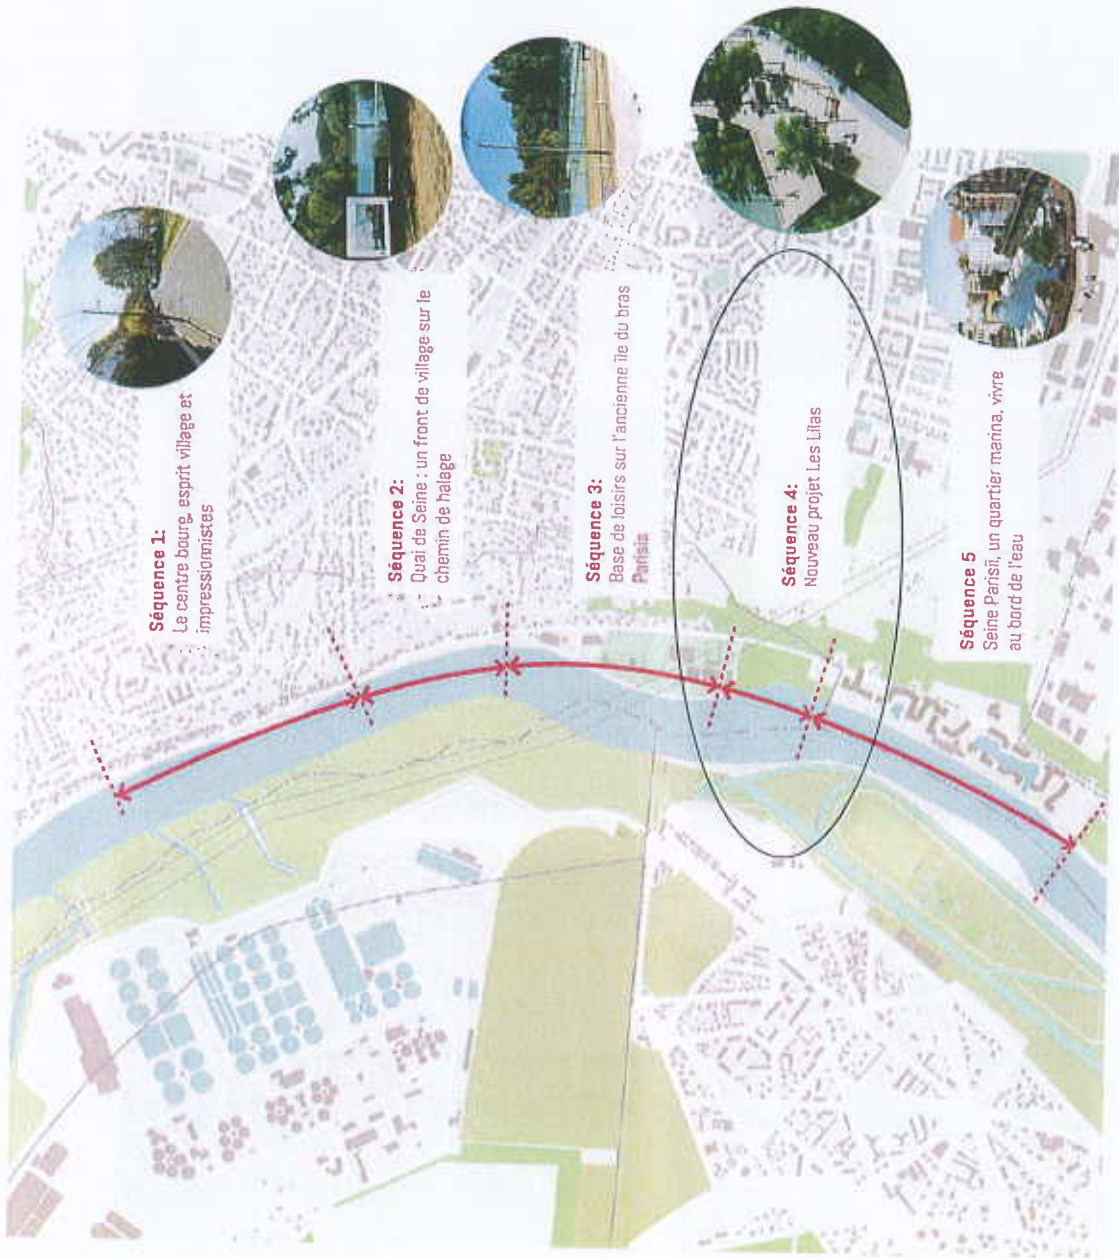 Séquence 1:
Le centre bourg, esprit village et
impressionnistes
Séquence 2:
Quai de Seine : un front de village sur le
chemin de halage
Séquence 3:
Base de loisirs sur l'ancienne île du bras
Parisis
Séquence 4:
Nouveau projet Les Lilas
Séquence 5
Seine Parisii, un quartier marina, vivre
au bord de l'eau